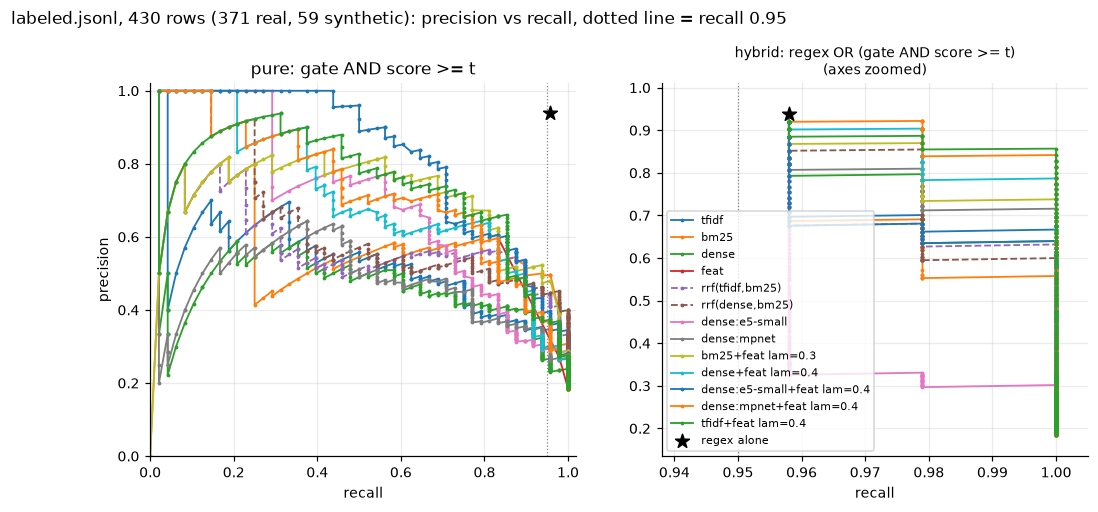 labeled.jsonl, 430 rows (371 real, 59 synthetic): precision vs recall, dotted line = recall 0.95
pure: gate AND score >= t
1.0
0.8
0.6
0.4
0.2
0.0
precision
0.0
0.2
0.4
0.6
0.8
1.0
recall
hybrid: regex OR (gate AND score >= t)
(axes zoomed)
1.0
0.9
0.8
0.7
0.6
0.5
0.4
0.3
0.2
tfidf
bm25
dense
feat
rrf(tfidf,bm25)
rrf(dense,bm25)
dense:e5-small
dense:mpnet
bm25+feat lam=0.3
dense+feat lam=0.4
dense:e5-small+feat lam=0.4
dense:mpnet+feat lam=0.4
tfidf+feat lam=0.4
regex alone
0.94
0.95
0.96
0.97
0.98
0.99
1.00
recall